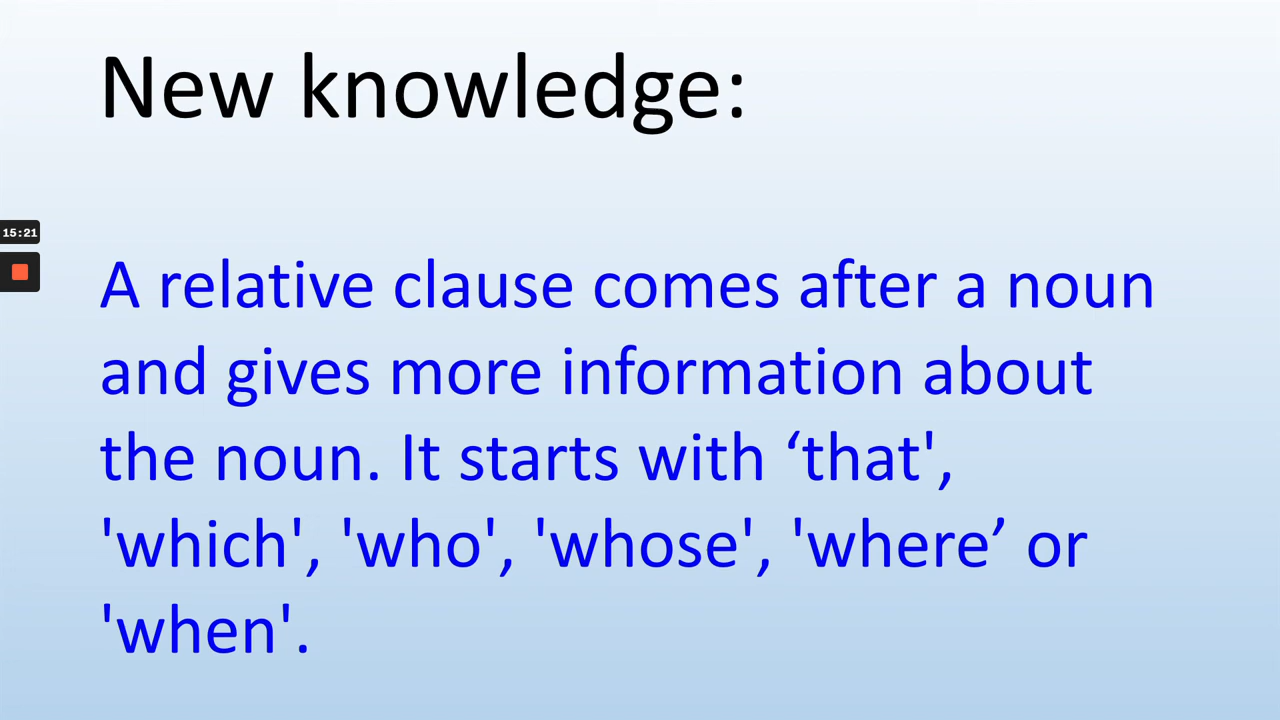 New knowledge:
15:21
A relative clause comes after a noun
and gives more information about
the noun. It starts with ‘that',
'which', 'who', 'whose', 'where’ or
'when'.